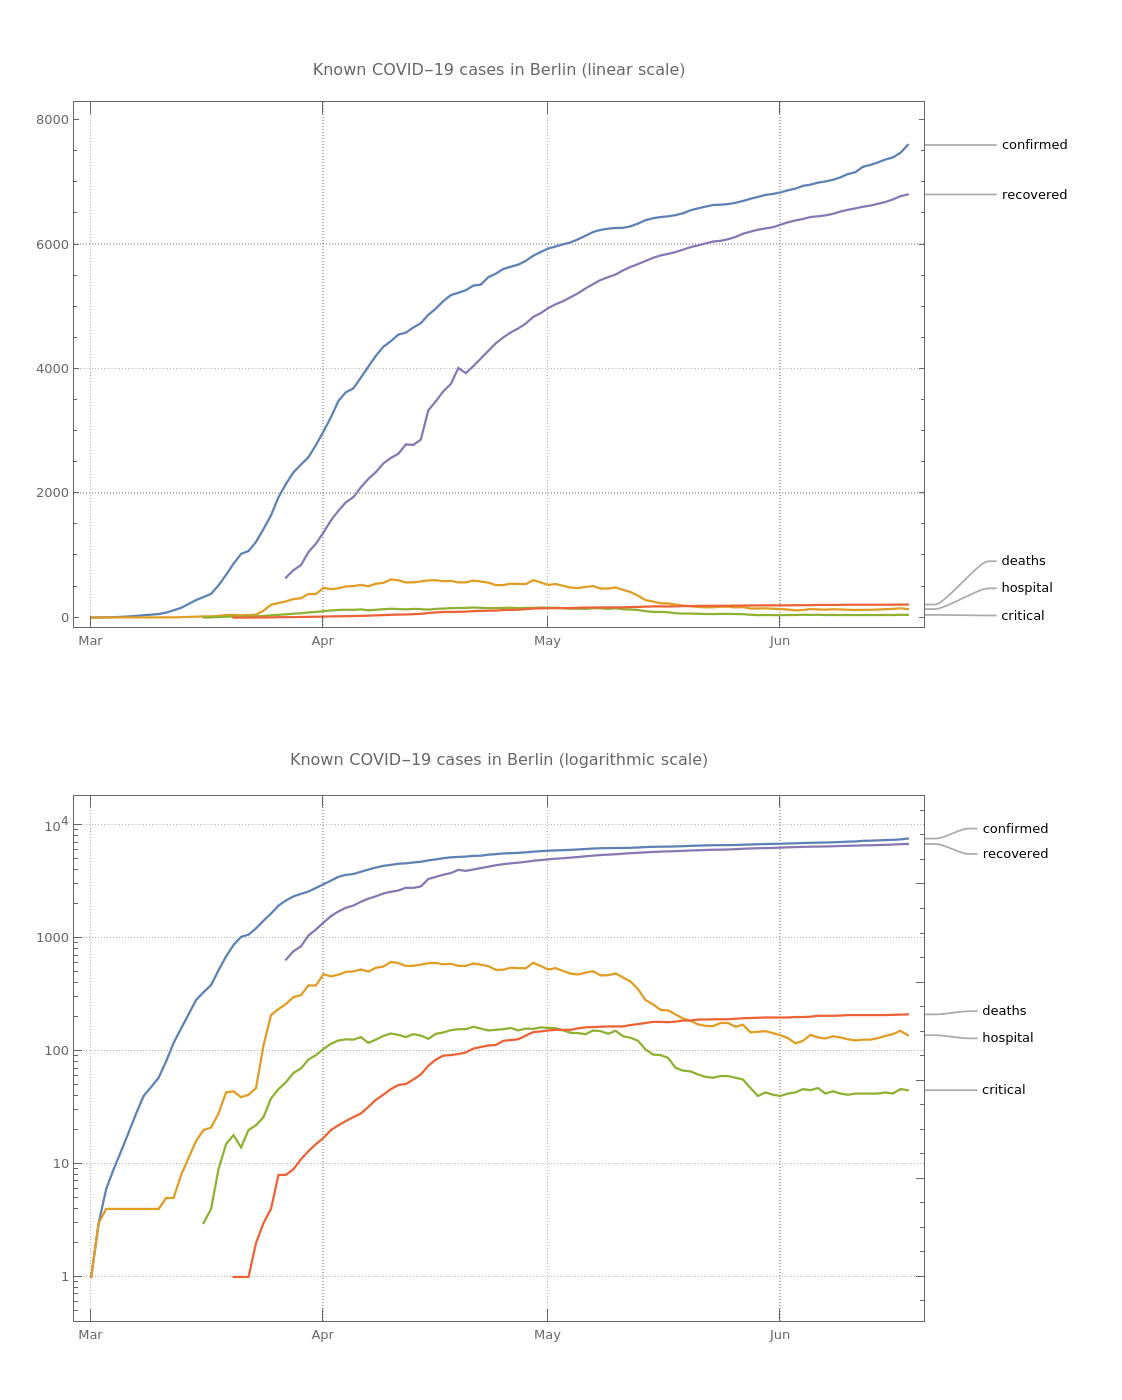 Known COVID‒19 cases in Berlin (linear scale)
8000
confirmed
recovered
6000
4000
2000
deaths
hospital
critical
0
Mar Apr May Jun
Known COVID‒19 cases in Berlin (logarithmic scale)
10⁴
confirmed
recovered
1000
deaths
hospital
100
critical
10
1
Mar Apr May Jun